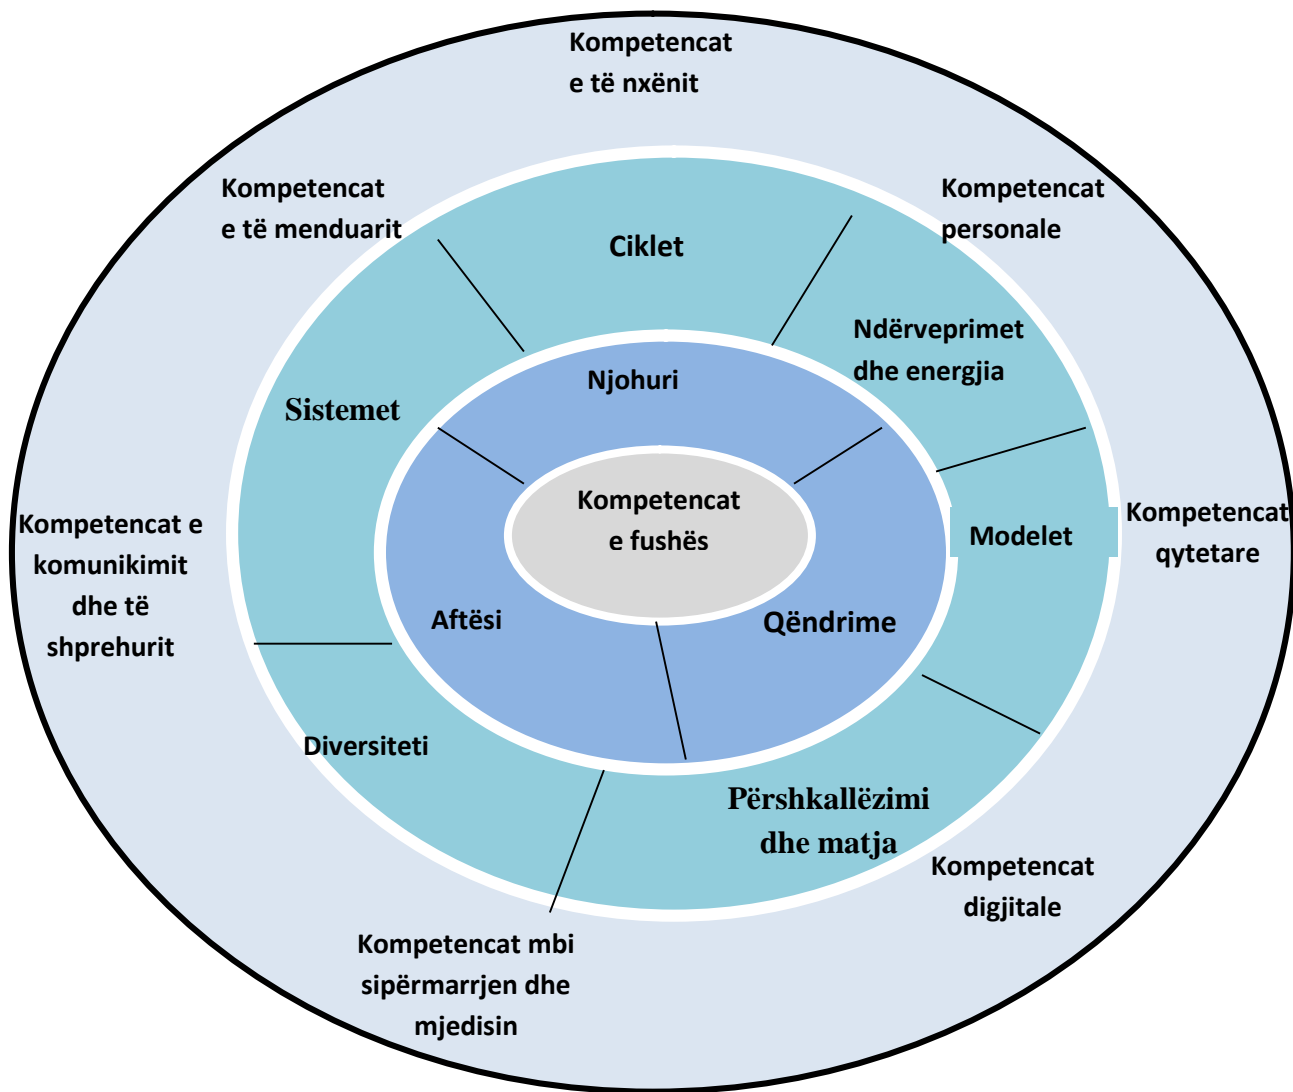 Kompetencat
e të nxënit
Kompetencat
e të menduarit
Kompetencat
personale
Ciklet
Ndërveprimet
dhe energjia
Njohuri
Sistemet
Kompetencat
e fushës
Kompetencat e
komunikimit
dhe të
shprehurit
Modelet
Kompetencat
qytetare
Aftësi
Qëndrime
Diversiteti
Përshkallëzimi
dhe matja
Kompetencat
digjitale
Kompetencat mbi
sipërmarrjen dhe
mjedisin